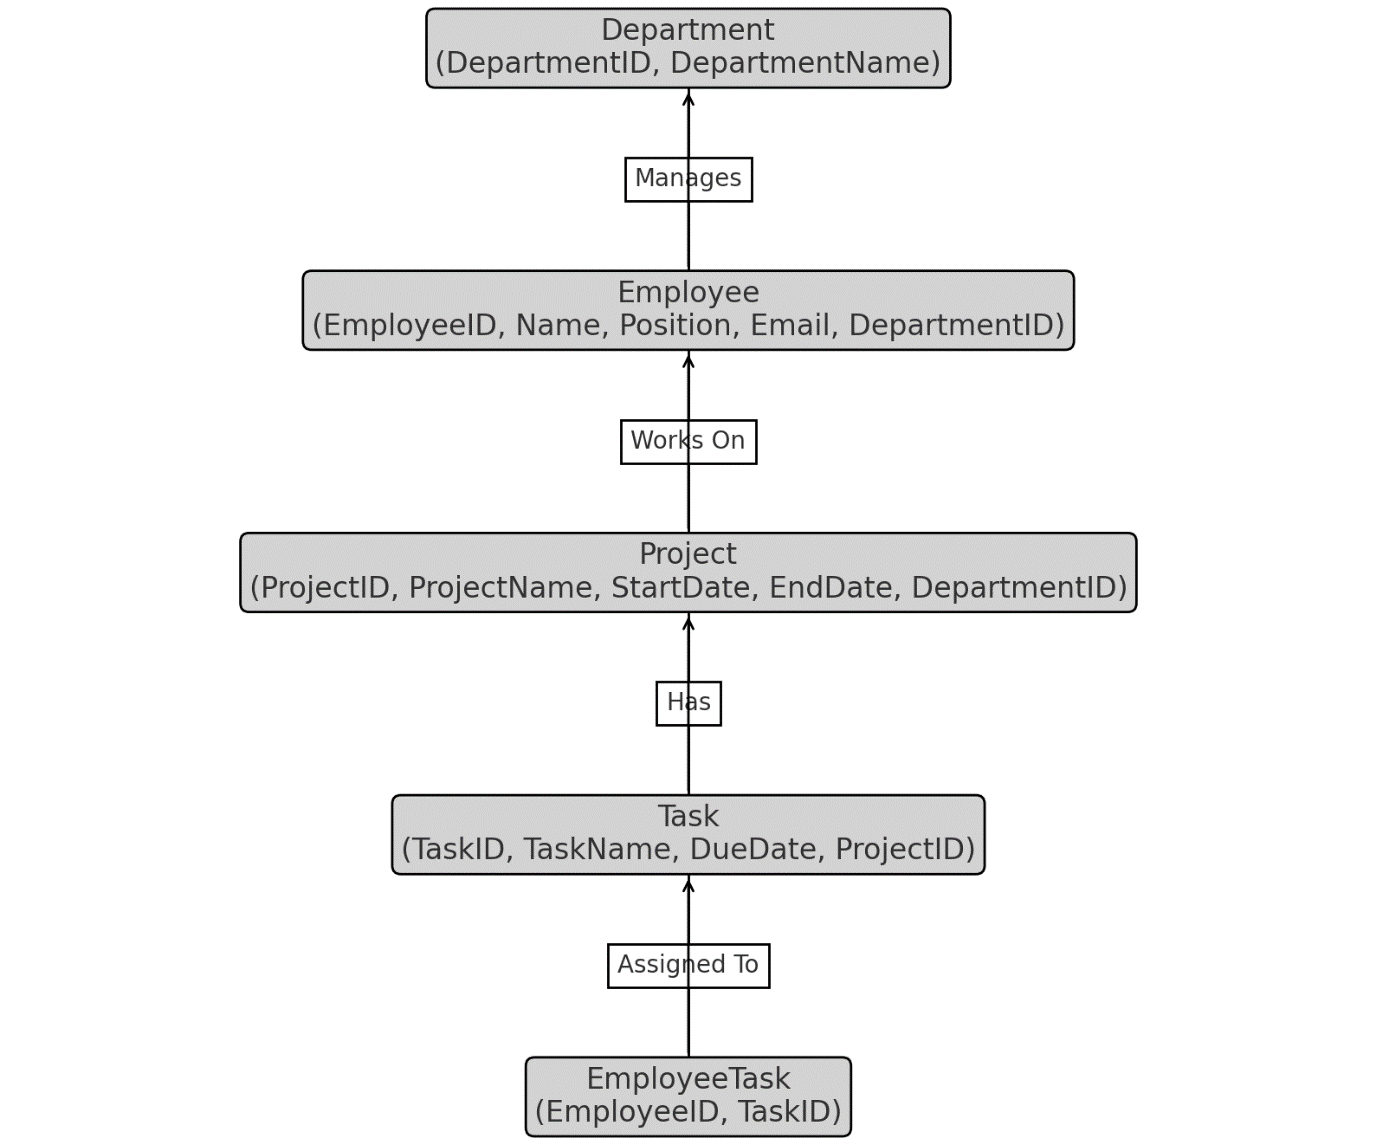 Department
(DepartmentID, DepartmentName)
Manages
Employee
(EmployeeID, Name, Position, Email, DepartmentID)
Works On
Project
(ProjectID, ProjectName, StartDate, EndDate, DepartmentID)
Has
Task
(TaskID, TaskName, DueDate, ProjectID)
Assigned To
EmployeeTask
(EmployeeID, TaskID)